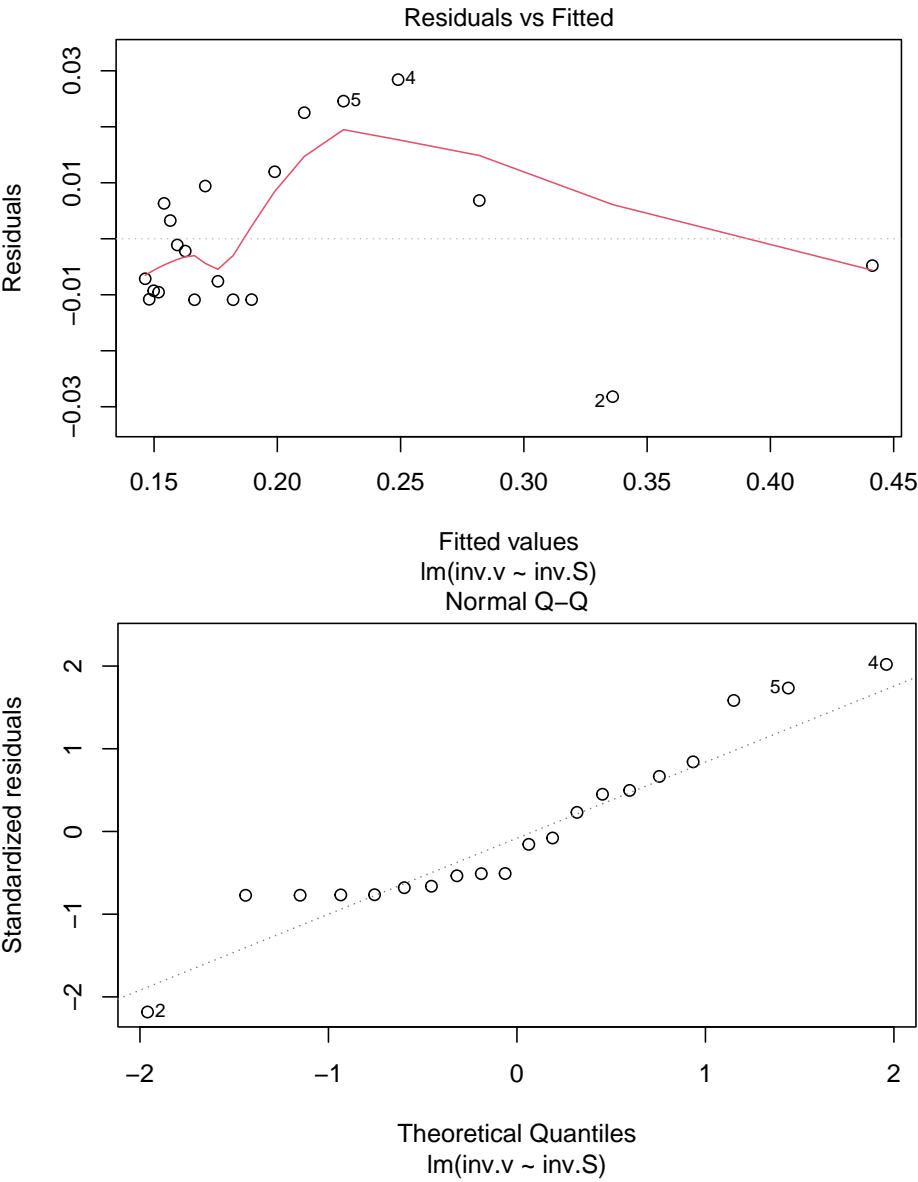 Residuals vs Fitted
Residuals
0.03
0.01
−0.01
−0.03
4
5
2
0.15 0.20 0.25 0.30 0.35 0.40 0.45
Fitted values
lm(inv.v ~ inv.S)
Normal Q−Q
Standardized residuals
2
1
0
−1
−2
4
5
2
−2 −1 0 1 2
Theoretical Quantiles
lm(inv.v ~ inv.S)